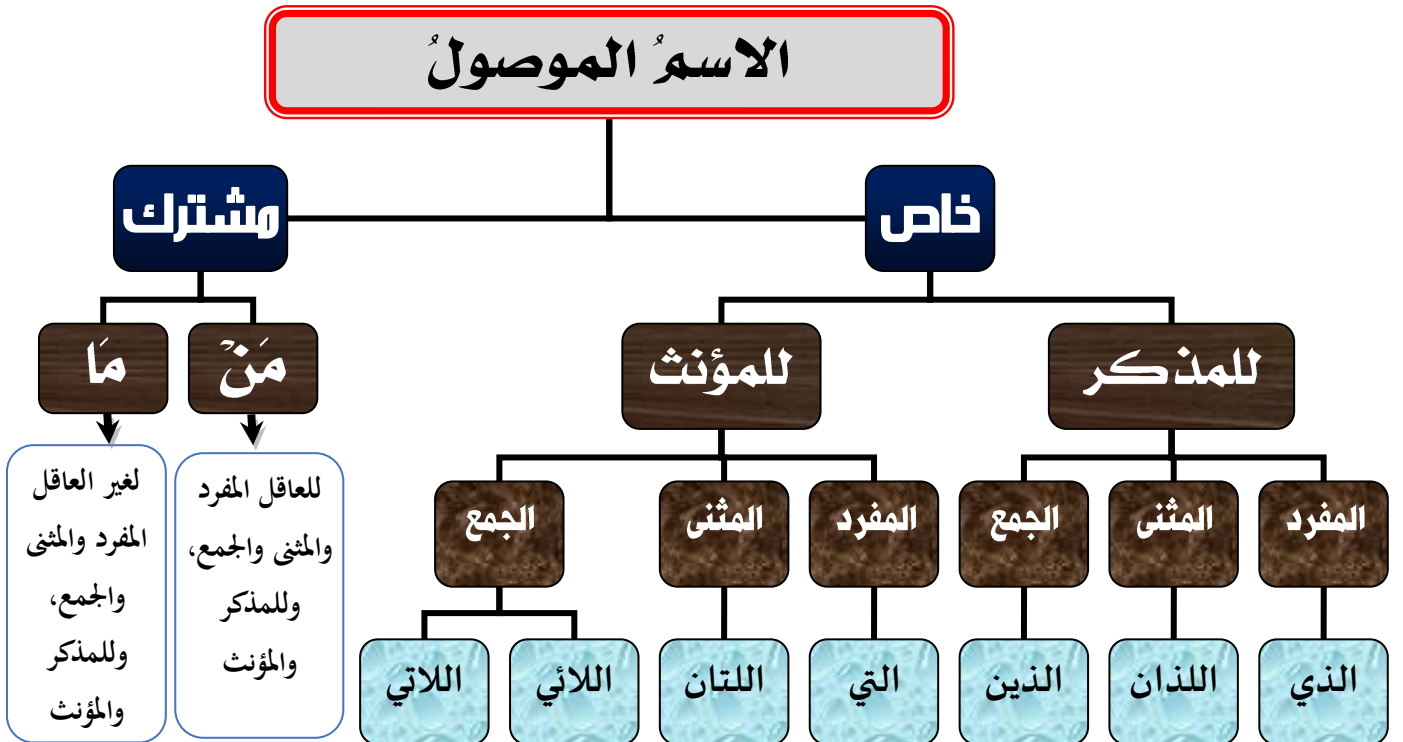 الاسمُ الموصولُ
خاص
مشترك
للمذكر
للمؤنث
مَنْ
مَا
المفرد
المثنى
الجمع
المفرد
المثنى
الجمع
الذي
اللذان
الذين
التي
اللتان
اللائي
اللاتي
للعاقل المفرد
والمثنى والجمع،
وللمذكر
والمؤنث
لغير العاقل
المفرد والمثنى
والجمع،
وللمذكر
والمؤنث